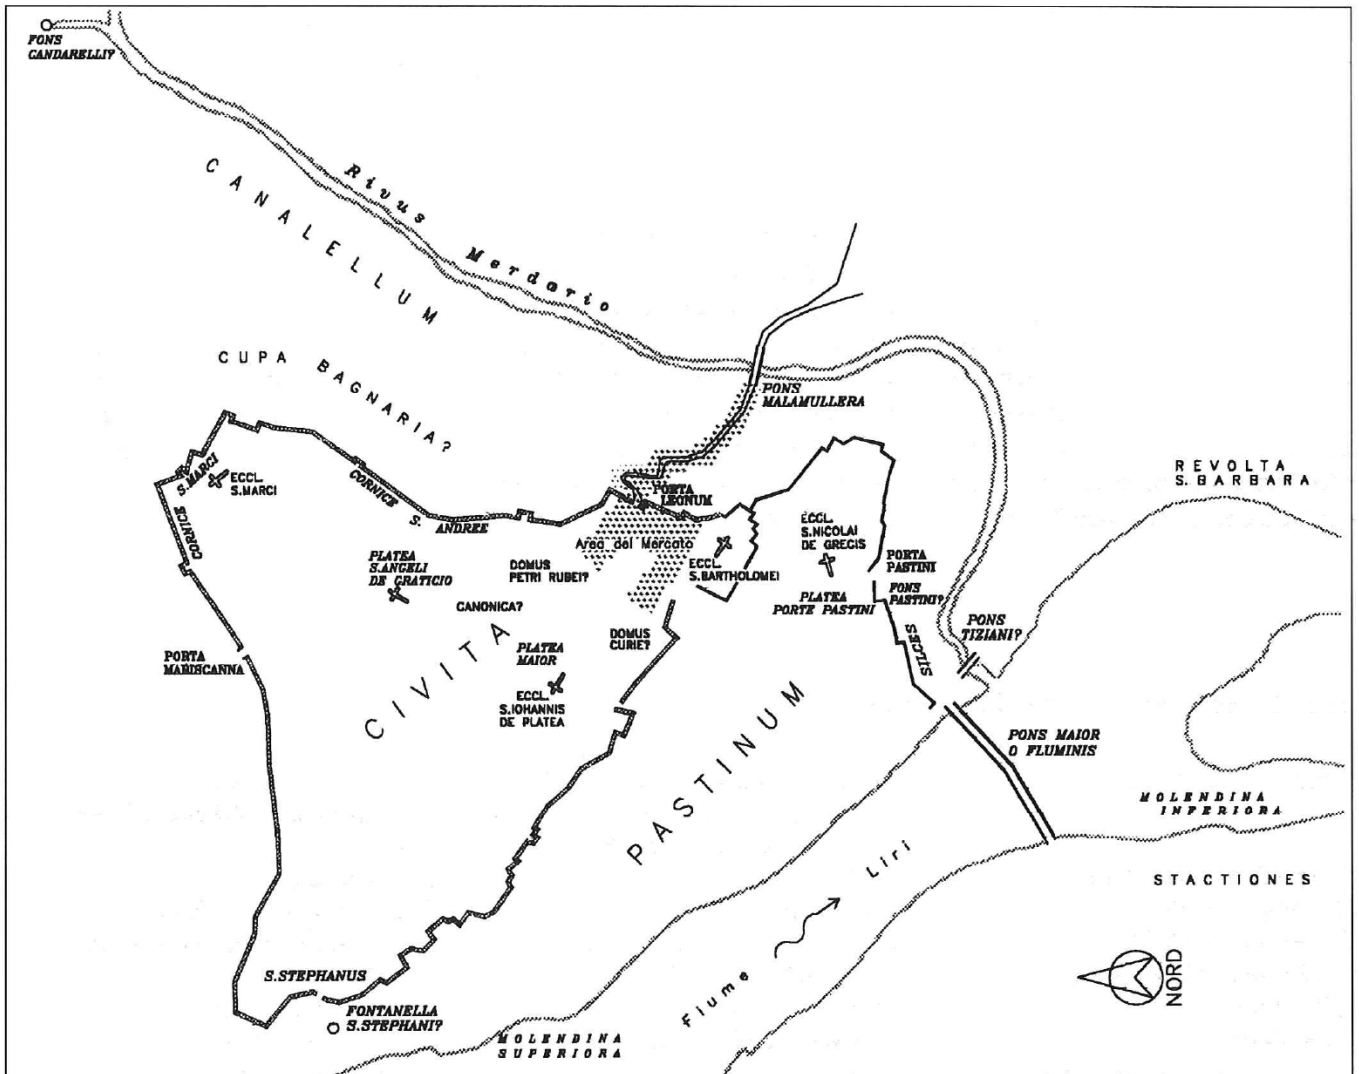 FONS
GANDARELLI?
CANALELLUM
Rivus Merdario
CUPA BAGNARIA?
PONS
MALAMULLERA
CORNICE S. MARCI
ECCL.
S.MARCI
CORNICE S. ANDREE
PORTA
LEONUM
Area del Mercato
ECCL.
S.BARTHOLOMEI
ECCL.
S.NICOLAI
DE GRECIS
REVOLTA
S. BARBARA
PLATEA
S.ANGELI
DE GRATICIO
DOMUS
PETRI RUBEI?
CANONICA?
PORTA
PASTINI
FONS
PASTINI?
PLATEA
PORTE PASTINI
DOMUS
CURIE?
PONS
TIZIANI?
SILCES
PORTA
MARISCANNA
CIVITA
PLATEA
MAIOR
ECCL.
S.IOHANNIS
DE PLATEA
PASTINUM
PONS MAIOR
O FLUMINIS
MOLENDINA
INFERIORA
STACTIONES
Fiume Liri
S.STEPHANUS
FONTANELLA
S.STEPHANI?
MOLENDINA
SUPERIORA
NORD